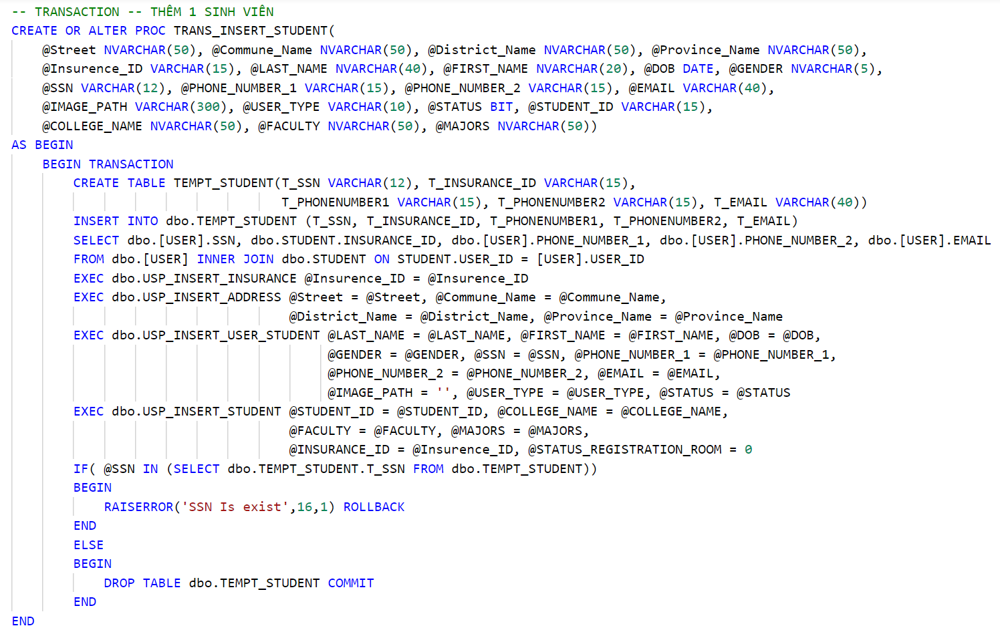 -- TRANSACTION -- THÊM 1 SINH VIÊN
CREATE OR ALTER PROC TRANS_INSERT_STUDENT(
@Street NVARCHAR(50), @Commune_Name NVARCHAR(50), @District_Name NVARCHAR(50), @Province_Name NVARCHAR(50),
@Insurence_ID VARCHAR(15), @LAST_NAME NVARCHAR(40), @FIRST_NAME NVARCHAR(20), @DOB DATE, @GENDER NVARCHAR(5),
@SSN VARCHAR(12), @PHONE_NUMBER_1 VARCHAR(15), @PHONE_NUMBER_2 VARCHAR(15), @EMAIL VARCHAR(40),
@IMAGE_PATH VARCHAR(300), @USER_TYPE VARCHAR(10), @STATUS BIT, @STUDENT_ID VARCHAR(15),
@COLLEGE_NAME NVARCHAR(50), @FACULTY NVARCHAR(50), @MAJORS NVARCHAR(50))
AS BEGIN
BEGIN TRANSACTION
CREATE TABLE TEMPT_STUDENT(T_SSN VARCHAR(12), T_INSURANCE_ID VARCHAR(15),
T_PHONENUMBER1 VARCHAR(15), T_PHONENUMBER2 VARCHAR(15), T_EMAIL VARCHAR(40))
INSERT INTO dbo.TEMPT_STUDENT (T_SSN, T_INSURANCE_ID, T_PHONENUMBER1, T_PHONENUMBER2, T_EMAIL)
SELECT dbo.[USER].SSN, dbo.STUDENT.INSURANCE_ID, dbo.[USER].PHONE_NUMBER_1, dbo.[USER].PHONE_NUMBER_2, dbo.[USER].EMAIL
FROM dbo.[USER] INNER JOIN dbo.STUDENT ON STUDENT.USER_ID = [USER].USER_ID
EXEC dbo.USP_INSERT_INSURANCE @Insurence_ID = @Insurence_ID
EXEC dbo.USP_INSERT_ADDRESS @Street = @Street, @Commune_Name = @Commune_Name,
@District_Name = @District_Name, @Province_Name = @Province_Name
EXEC dbo.USP_INSERT_USER_STUDENT @LAST_NAME = @LAST_NAME, @FIRST_NAME = @FIRST_NAME, @DOB = @DOB,
@GENDER = @GENDER, @SSN = @SSN, @PHONE_NUMBER_1 = @PHONE_NUMBER_1,
@PHONE_NUMBER_2 = @PHONE_NUMBER_2, @EMAIL = @EMAIL,
@IMAGE_PATH = '', @USER_TYPE = @USER_TYPE, @STATUS = @STATUS
EXEC dbo.USP_INSERT_STUDENT @STUDENT_ID = @STUDENT_ID, @COLLEGE_NAME = @COLLEGE_NAME,
@FACULTY = @FACULTY, @MAJORS = @MAJORS,
@INSURANCE_ID = @Insurence_ID, @STATUS_REGISTRATION_ROOM = 0
IF( @SSN IN (SELECT dbo.TEMPT_STUDENT.T_SSN FROM dbo.TEMPT_STUDENT))
BEGIN
RAISERROR('SSN Is exist',16,1) ROLLBACK
END
ELSE
BEGIN
DROP TABLE dbo.TEMPT_STUDENT COMMIT
END
END